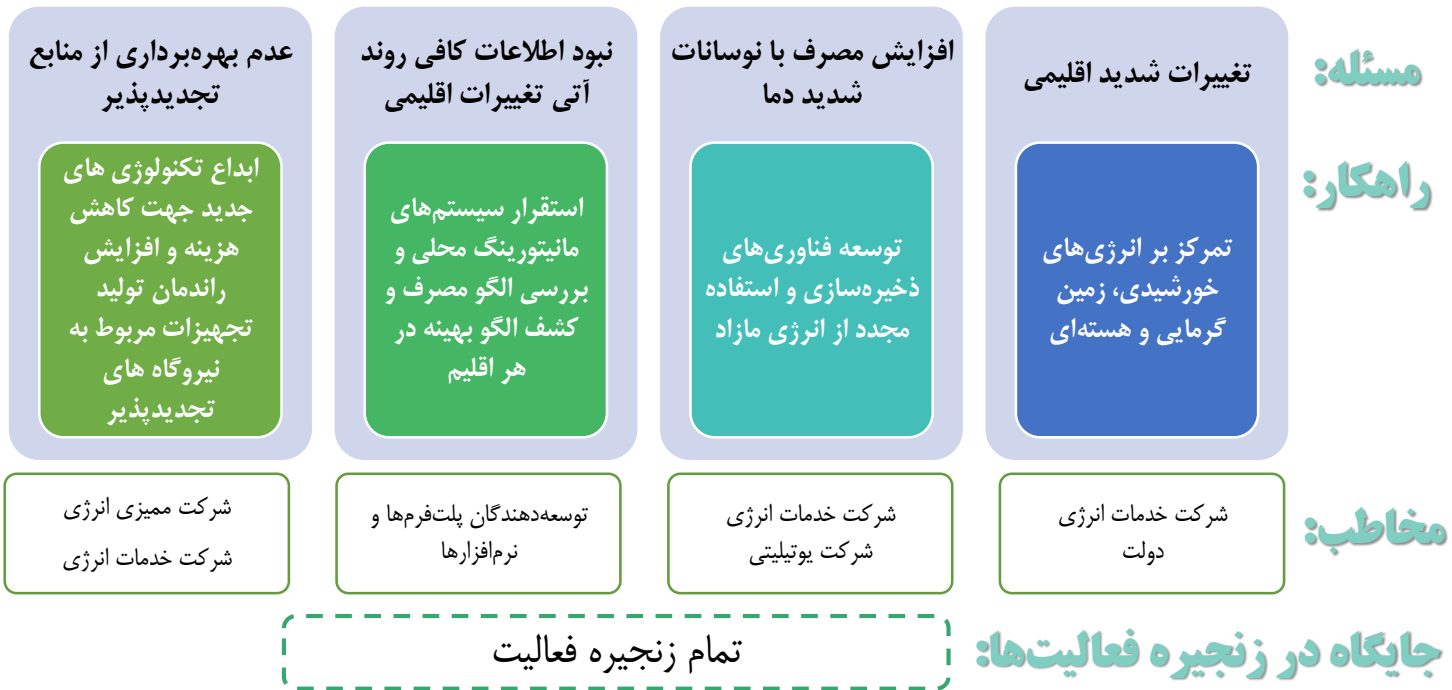 مسئله:
تغییرات شدید اقلیمی
افزایش مصرف با نوسانات
شدید دما
نبود اطلاعات کافی روند
آتی تغییرات اقلیمی
عدم بهره‌برداری از منابع
تجدیدپذیر
راهکار:
تمرکز بر انرژی‌های
خورشیدی، زمین
گرمایی و هسته‌ای
توسعه فناوری‌های
ذخیره‌سازی و استفاده
مجدد از انرژی مازاد
استقرار سیستم‌های
مانیتورینگ محلی و
بررسی الگو مصرف و
کشف الگو بهینه در
هر اقلیم
ابداع تکنولوژی های
جدید جهت کاهش
هزینه و افزایش
راندمان تولید
تجهیزات مربوط به
نیروگاه های
تجدیدپذیر
مخاطب:
شرکت خدمات انرژی
دولت
شرکت خدمات انرژی
شرکت یوتیلیتی
توسعه‌دهندگان پلت‌فرم‌ها و
نرم‌افزارها
شرکت ممیزی انرژی
شرکت خدمات انرژی
جایگاه در زنجیره فعالیت‌ها:
تمام زنجیره فعالیت